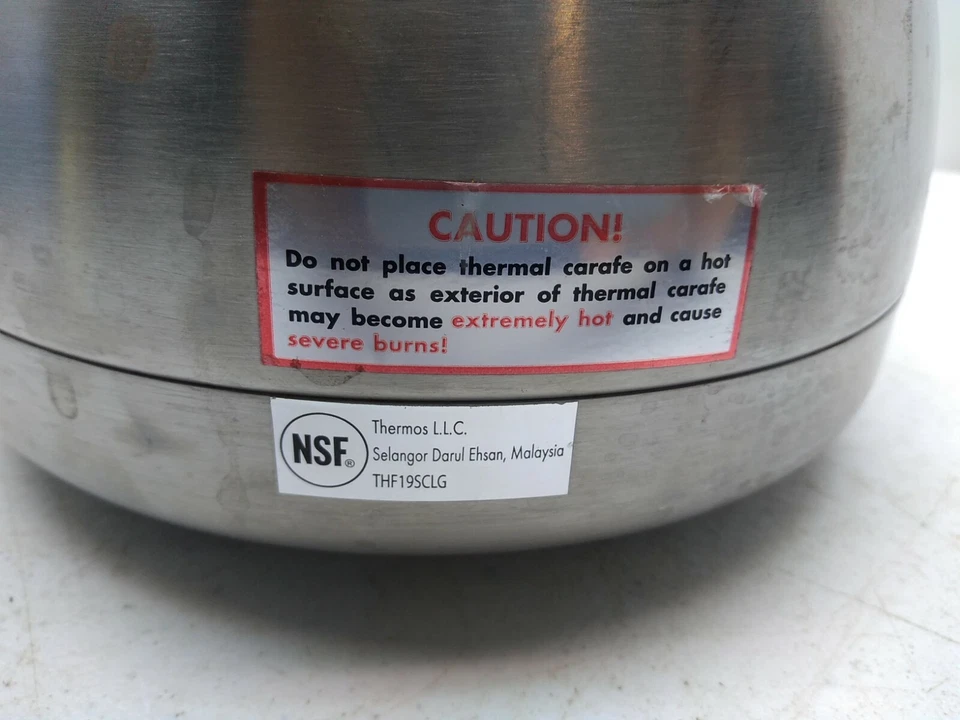 CAUTION!
Do not place thermal carafe on a hot
surface as exterior of thermal carafe
may become extremely hot and cause
severe burns!
NSF®
Thermos L.L.C.
Selangor Darul Ehsan, Malaysia
THF19SCLG